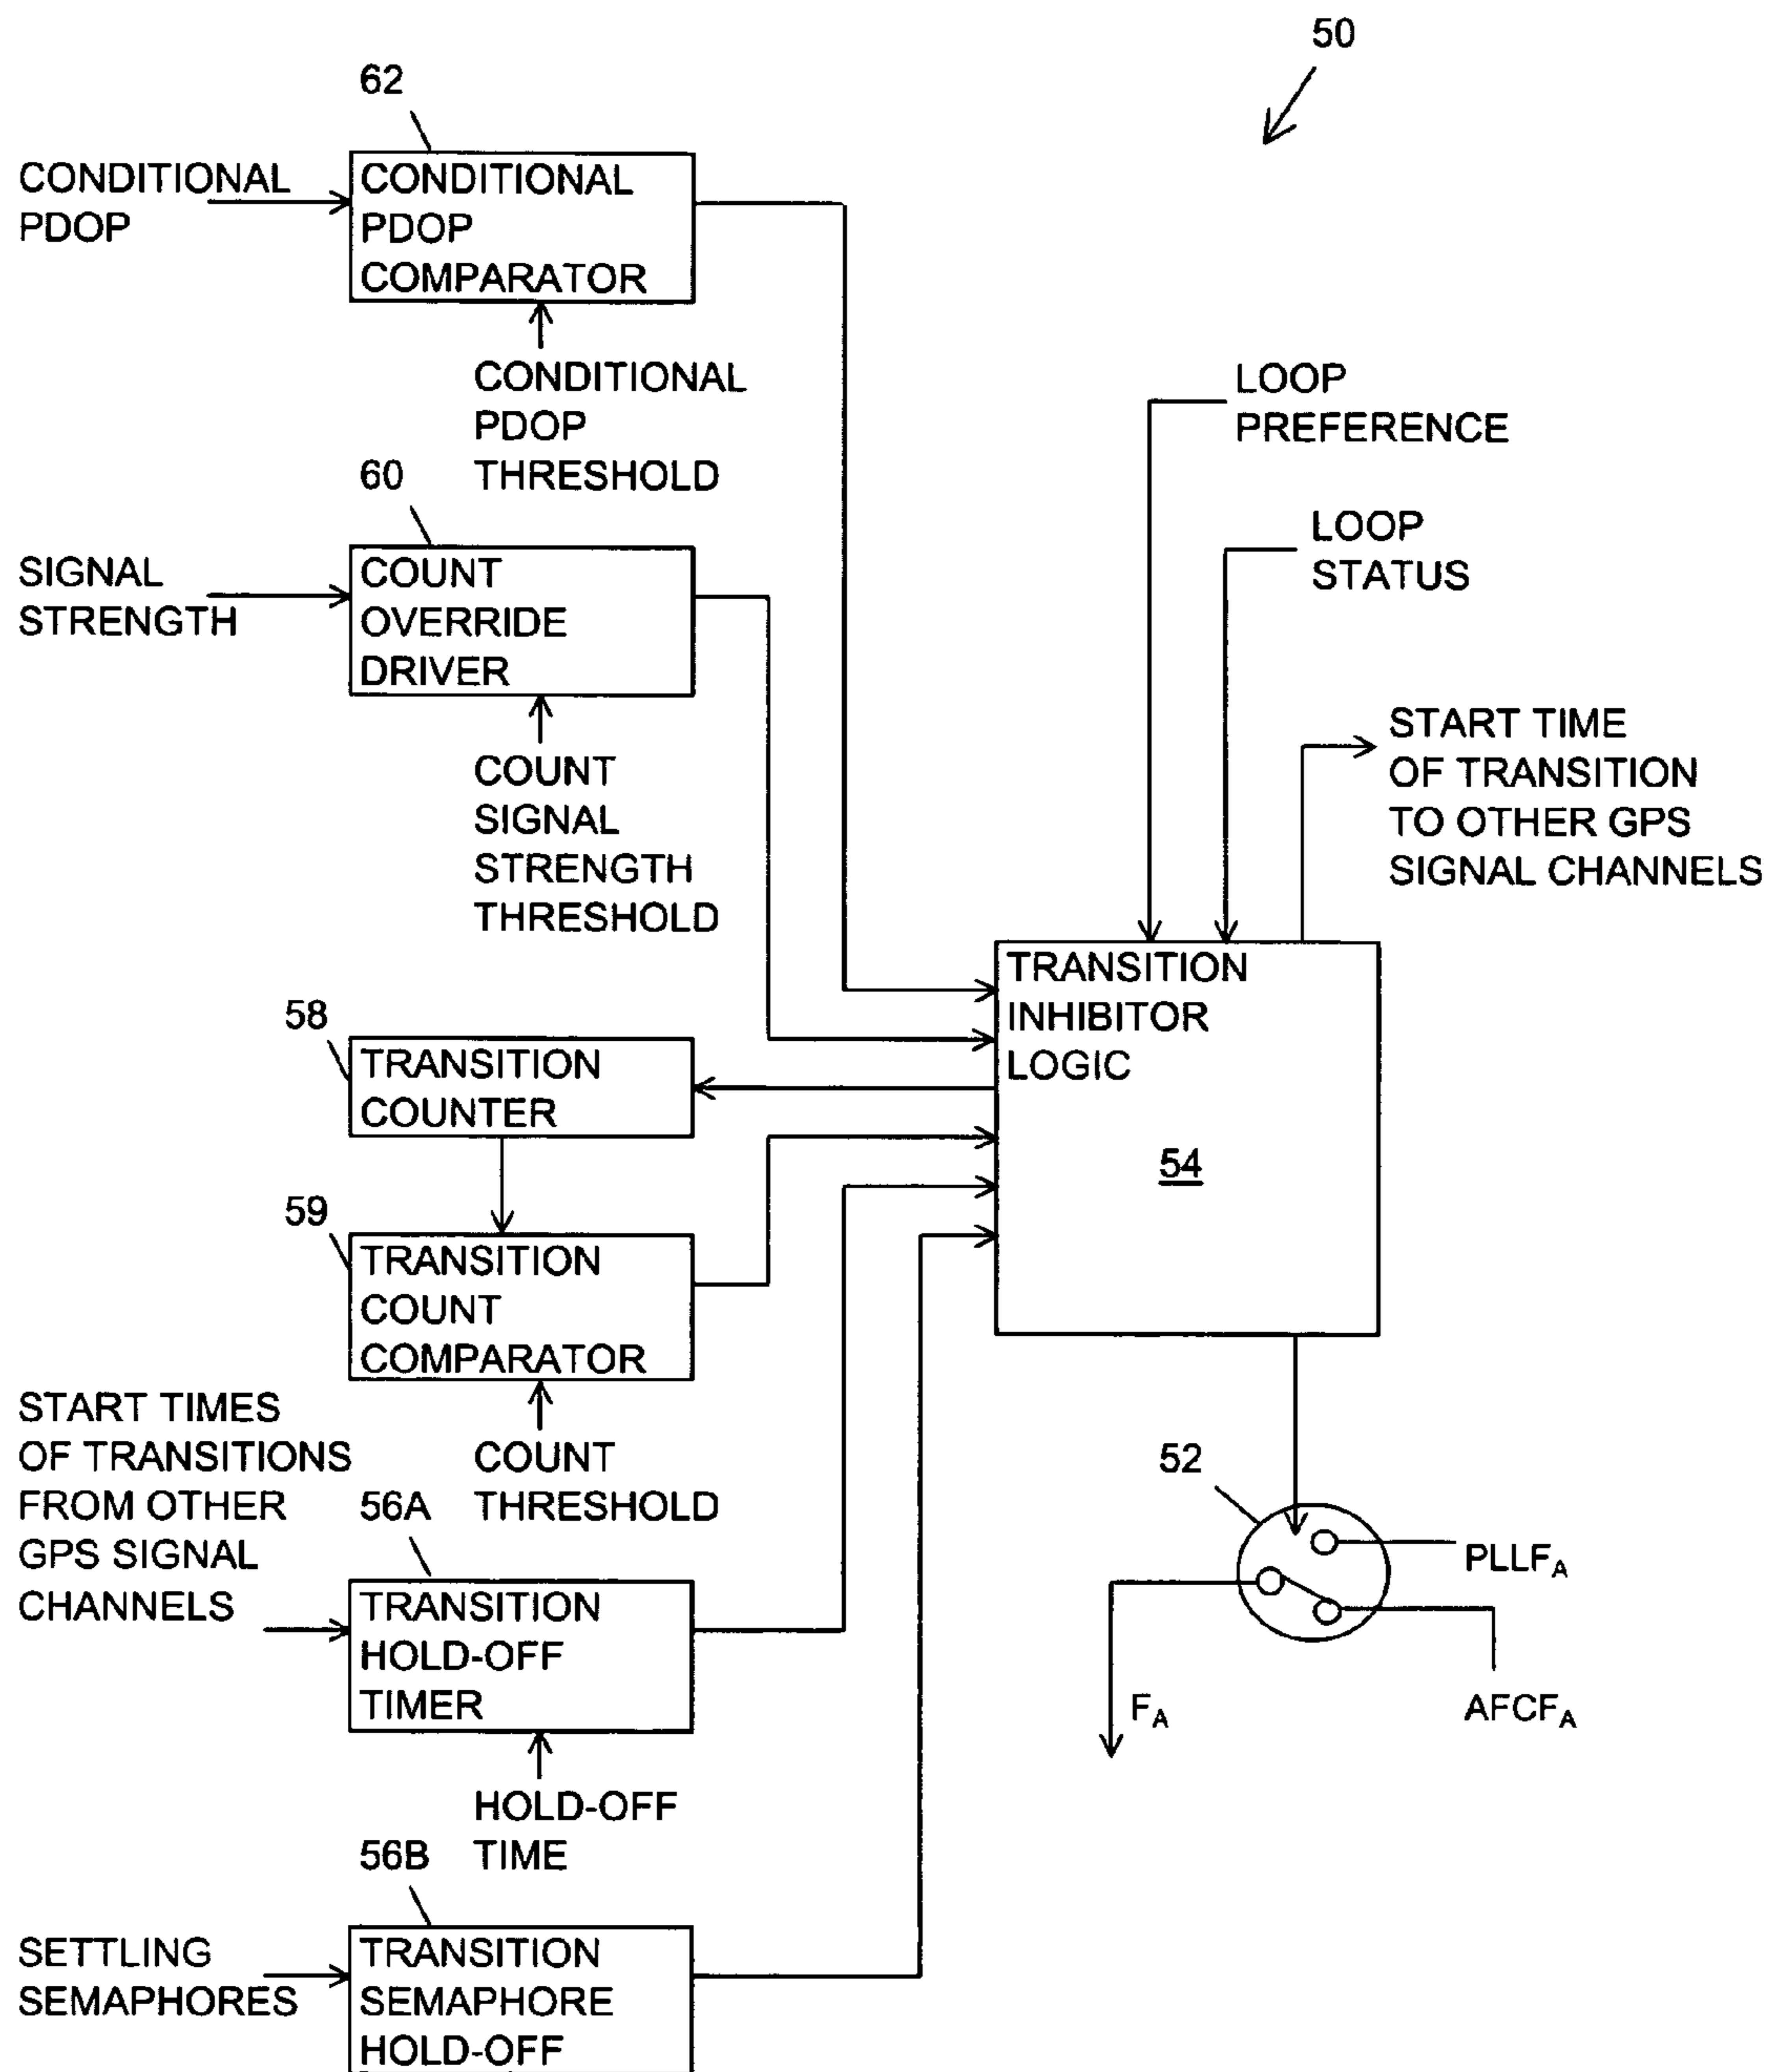 50
62
CONDITIONAL
PDOP
CONDITIONAL
PDOP
COMPARATOR
CONDITIONAL
PDOP
THRESHOLD
LOOP
PREFERENCE
60
SIGNAL
STRENGTH
COUNT
OVERRIDE
DRIVER
LOOP
STATUS
COUNT
SIGNAL
STRENGTH
THRESHOLD
START TIME
OF TRANSITION
TO OTHER GPS
SIGNAL CHANNELS
TRANSITION
INHIBITOR
LOGIC
54
58
TRANSITION
COUNTER
59
TRANSITION
COUNT
COMPARATOR
COUNT
THRESHOLD
START TIMES
OF TRANSITIONS
FROM OTHER
GPS SIGNAL
CHANNELS
56A
TRANSITION
HOLD-OFF
TIMER
HOLD-OFF
TIME
52
PLLFA
FA
AFCFA
56B
SETTLING
SEMAPHORES
TRANSITION
SEMAPHORE
HOLD-OFF